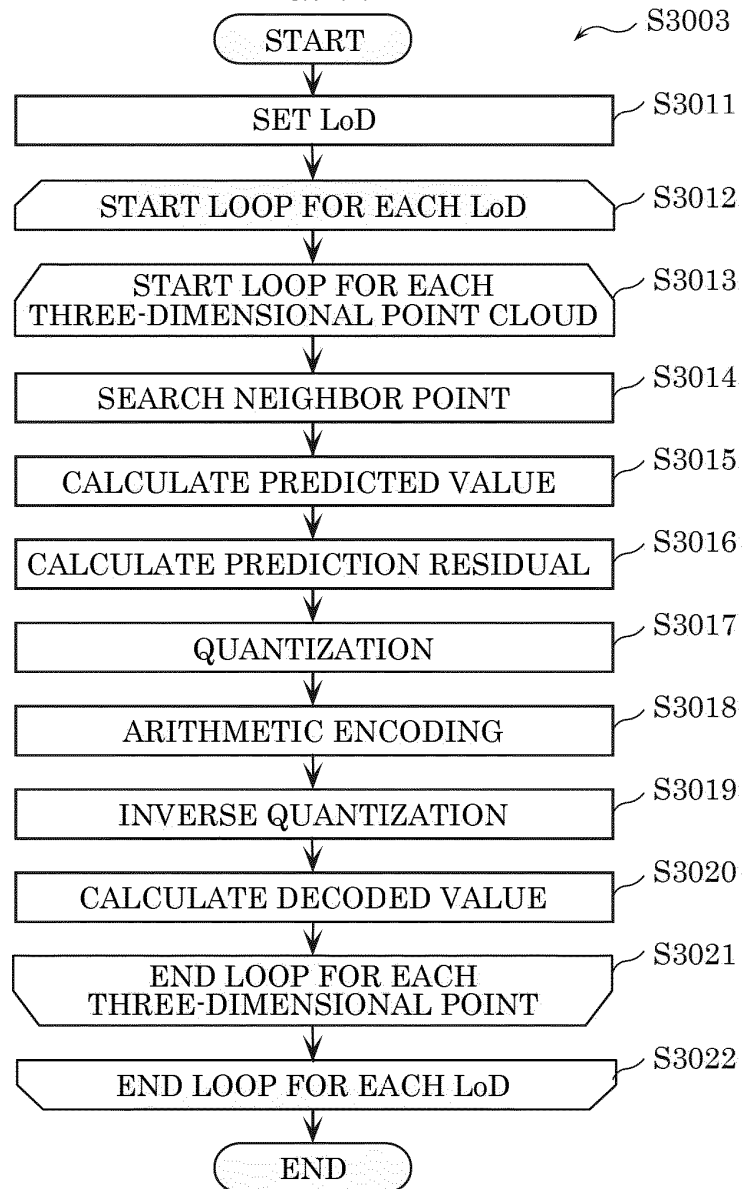 START
S3003
SET LoD
S3011
START LOOP FOR EACH LoD
S3012
START LOOP FOR EACH
THREE-DIMENSIONAL POINT CLOUD
S3013
SEARCH NEIGHBOR POINT
S3014
CALCULATE PREDICTED VALUE
S3015
CALCULATE PREDICTION RESIDUAL
S3016
QUANTIZATION
S3017
ARITHMETIC ENCODING
S3018
INVERSE QUANTIZATION
S3019
CALCULATE DECODED VALUE
S3020
END LOOP FOR EACH
THREE-DIMENSIONAL POINT
S3021
END LOOP FOR EACH LoD
S3022
END